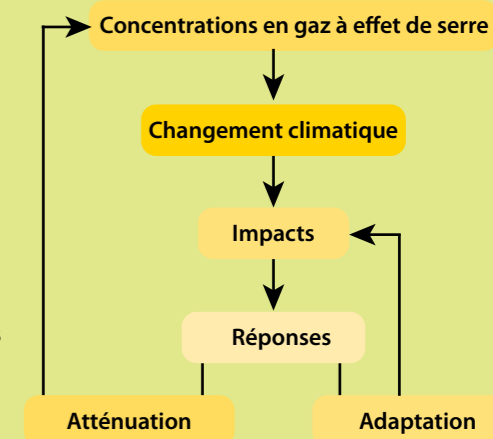 Concentrations en gaz à effet de serre
Changement climatique
Impacts
Réponses
Atténuation
Adaptation